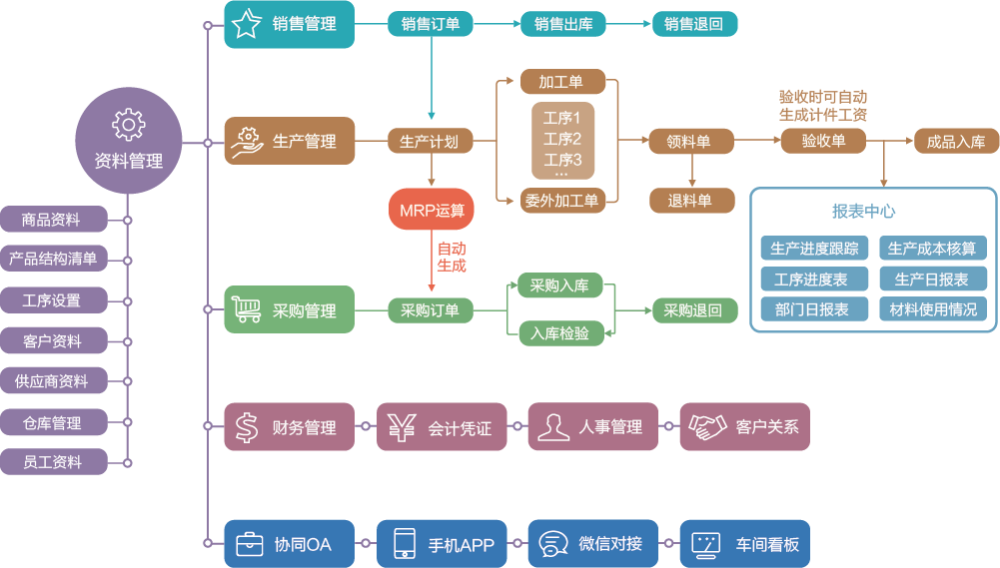 资料管理
商品资料
产品结构清单
工序设置
客户资料
供应商资料
仓库管理
员工资料
销售管理
销售订单
销售出库
销售退回
生产管理
生产计划
加工单
工序1
工序2
工序3
...
委外加工单
领料单
退料单
验收时可自动
生成计件工资
验收单
成品入库
MRP运算
自动
生成
报表中心
生产进度跟踪
生产成本核算
工序进度表
生产日报表
部门日报表
材料使用情况
采购管理
采购订单
采购入库
入库检验
采购退回
财务管理
会计凭证
人事管理
客户关系
协同OA
手机APP
微信对接
车间看板